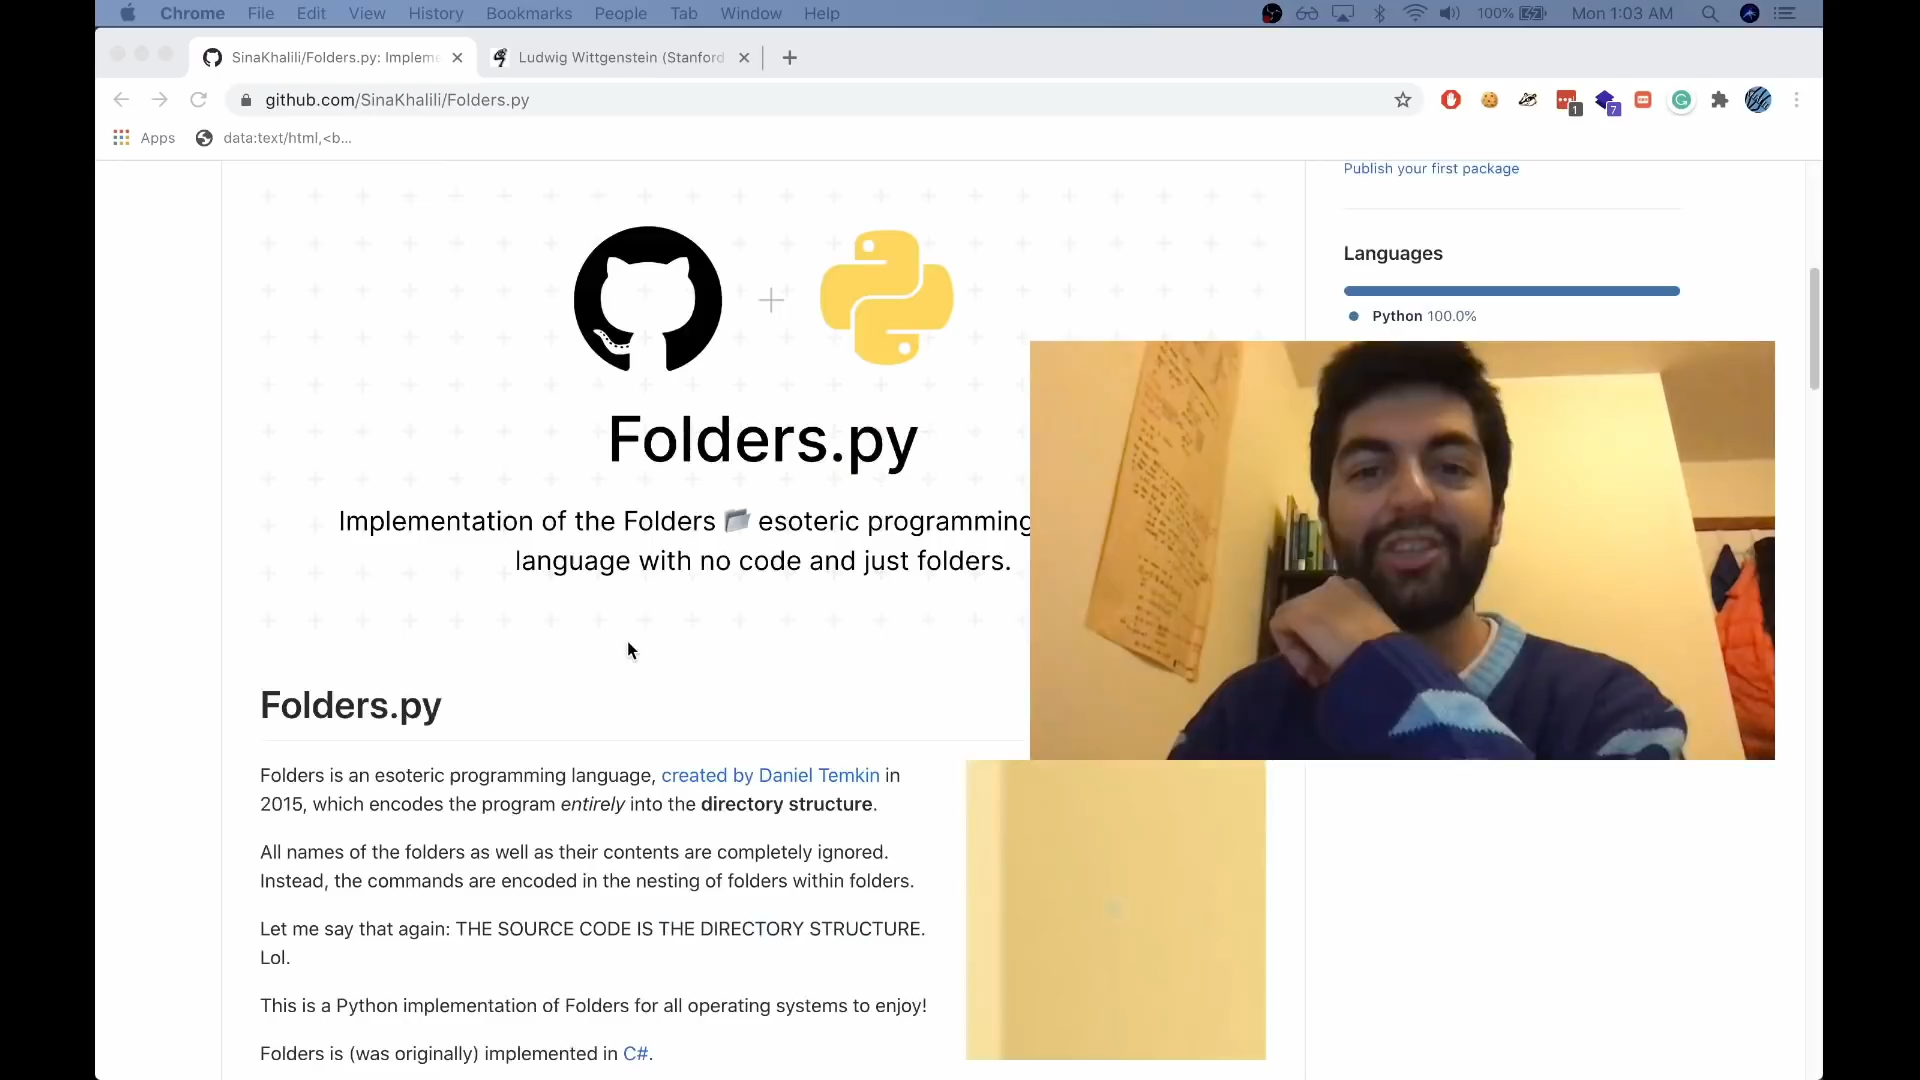 Chrome File Edit View History Bookmarks People Tab Window Help 100% Mon 1:03 AM
SinaKhalili/Folders.py: Impleme Ludwig Wittgenstein (Stanford
github.com/SinaKhalili/Folders.py 1 7
Apps data:text/html,<b...
Publish your first package
Languages
Python 100.0%
Folders.py
Implementation of the Folders 📁 esoteric programming
language with no code and just folders.
Folders.py
Folders is an esoteric programming language, created by Daniel Temkin in
2015, which encodes the program entirely into the directory structure.
All names of the folders as well as their contents are completely ignored.
Instead, the commands are encoded in the nesting of folders within folders.
Let me say that again: THE SOURCE CODE IS THE DIRECTORY STRUCTURE.
Lol.
This is a Python implementation of Folders for all operating systems to enjoy!
Folders is (was originally) implemented in C#.